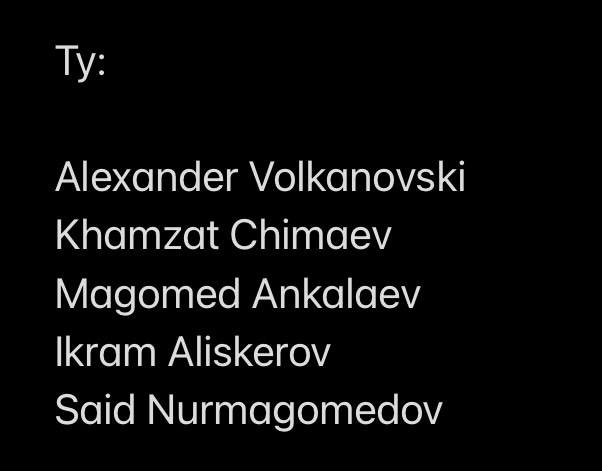 Ty:
Alexander Volkanovski
Khamzat Chimaev
Magomed Ankalaev
Ikram Aliskerov
Said Nurmagomedov